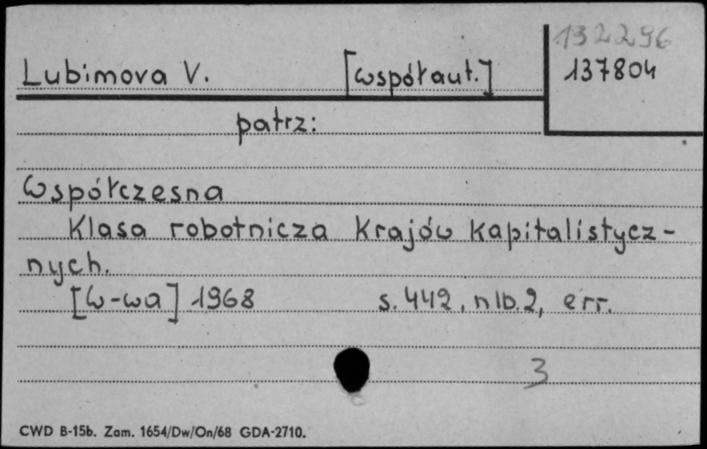 132296
Lubimova V. [współaut.] 137804
patrz:
Współczesna
Klasa robotnicza Krajów Kapitalistycz-
nych.
[W-wa] 1968 s. 442, nlb. 2, err.
3
CWD B-15b. Zam. 1654/Dw/On/68 GDA-2710.